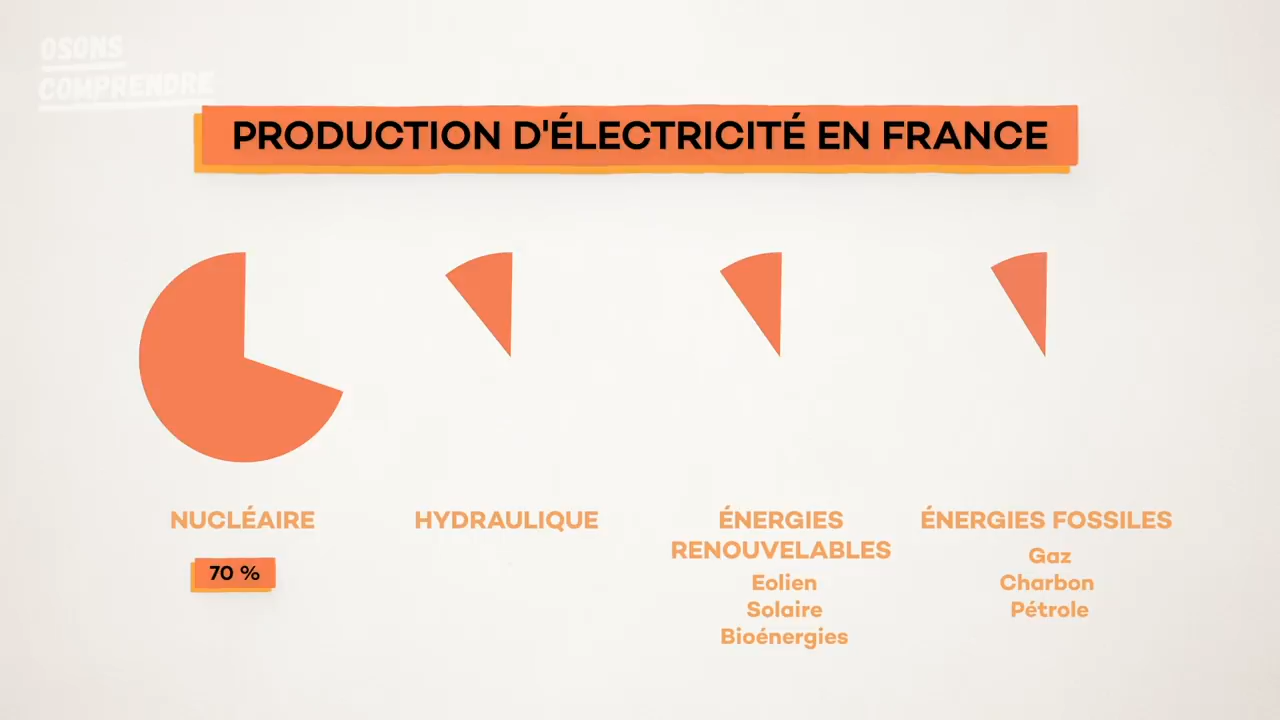 OSONS
COMPRENDRE
PRODUCTION D'ÉLECTRICITÉ EN FRANCE
NUCLÉAIRE
70 %
HYDRAULIQUE
ÉNERGIES
RENOUVELABLES
Eolien
Solaire
Bioénergies
ÉNERGIES FOSSILES
Gaz
Charbon
Pétrole